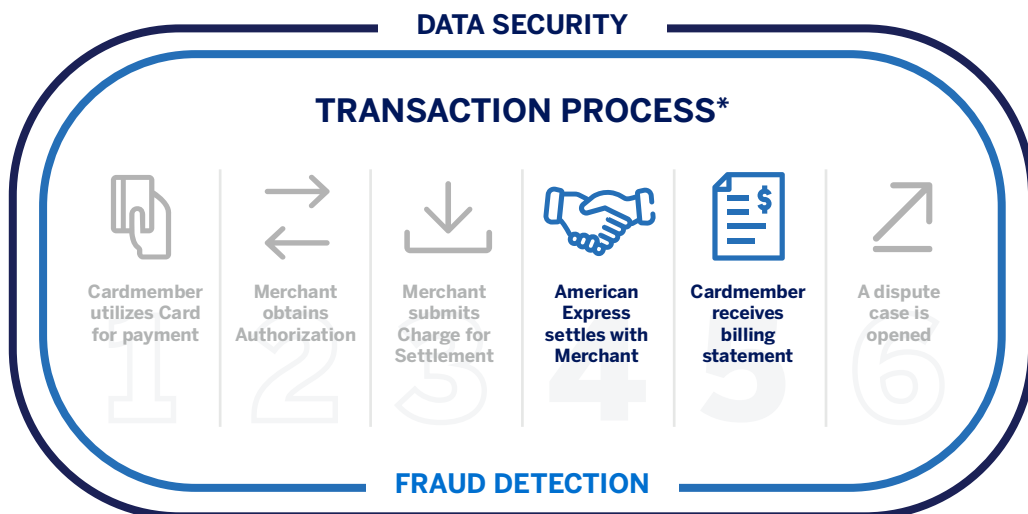 DATA SECURITY
TRANSACTION PROCESS*
$
Cardmember
utilizes Card
for payment
1
Merchant
obtains
Authorization
2
Merchant
submits
Charge for
Settlement
3
American
Express
settles with
Merchant
4
Cardmember
receives
billing
statement
5
A dispute
case is
opened
6
FRAUD DETECTION